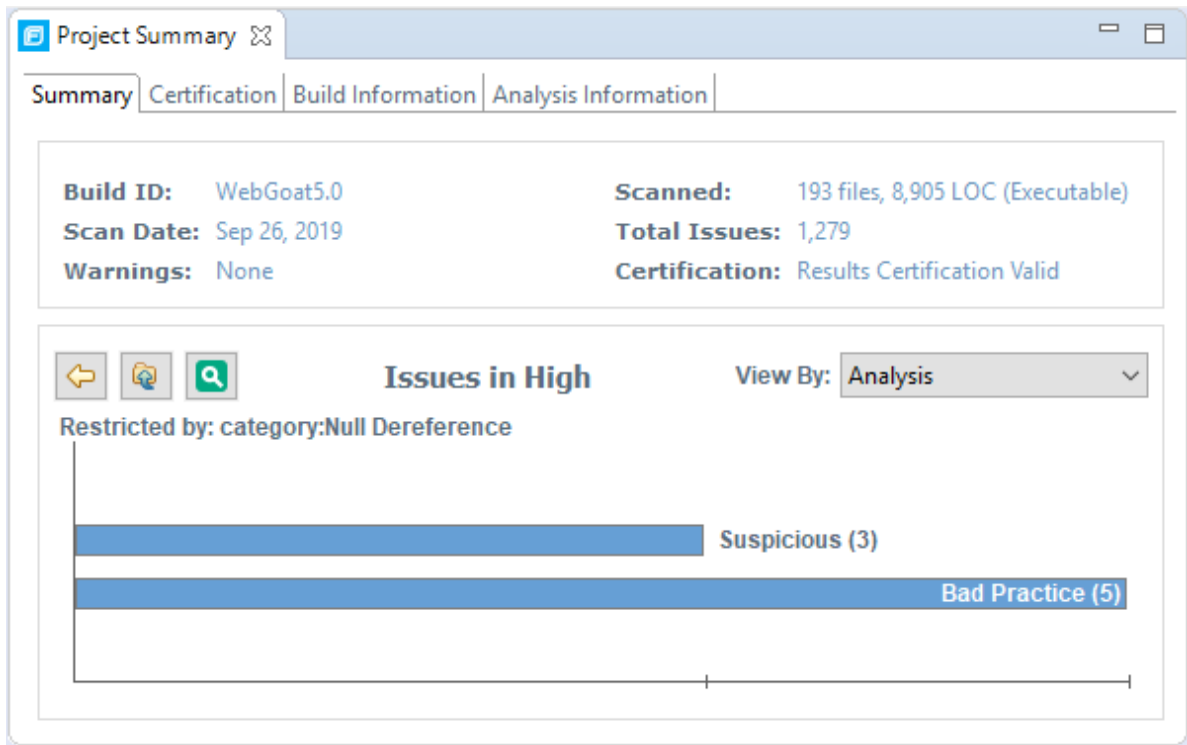 Project Summary
Summary Certification Build Information Analysis Information
Build ID: WebGoat5.0 Scanned: 193 files, 8,905 LOC (Executable)
Scan Date: Sep 26, 2019 Total Issues: 1,279
Warnings: None Certification: Results Certification Valid
Issues in High View By: Analysis
Restricted by: category:Null Dereference
Suspicious (3)
Bad Practice (5)